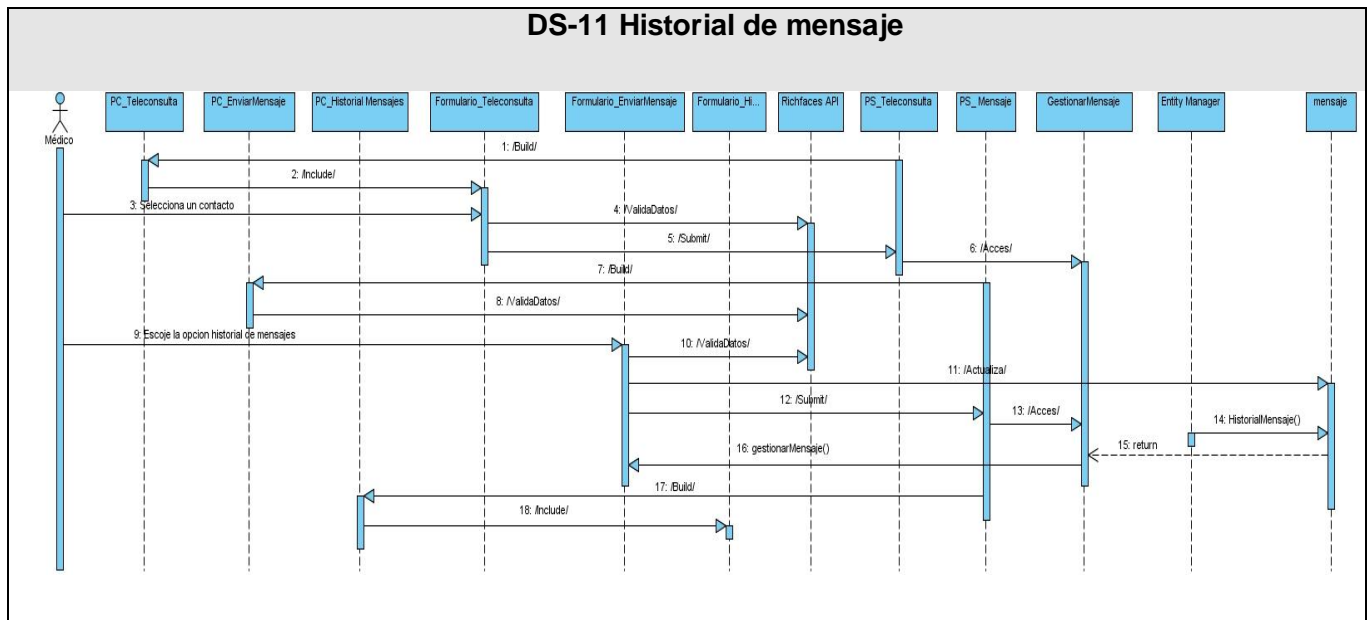 DS-11 Historial de mensaje
Médico
PC_Teleconsulta
PC_EnviarMensaje
PC_Historial Mensajes
Formulario_Teleconsulta
Formulario_EnviarMensaje
Formulario_Hi...
Richfaces API
PS_Teleconsulta
PS_ Mensaje
GestionarMensaje
Entity Manager
mensaje
1: /Build/
2: /Include/
3: Selecciona un contacto
4: /ValidaDatos/
5: /Submit/
6: /Acces/
7: /Build/
8: /ValidaDatos/
9: Escoje la opcion historial de mensajes
10: /ValidaDatos/
11: /Actualiza/
12: /Submit/
13: /Acces/
14: HistorialMensaje()
15: return
16: gestionarMensaje()
17: /Build/
18: /Include/